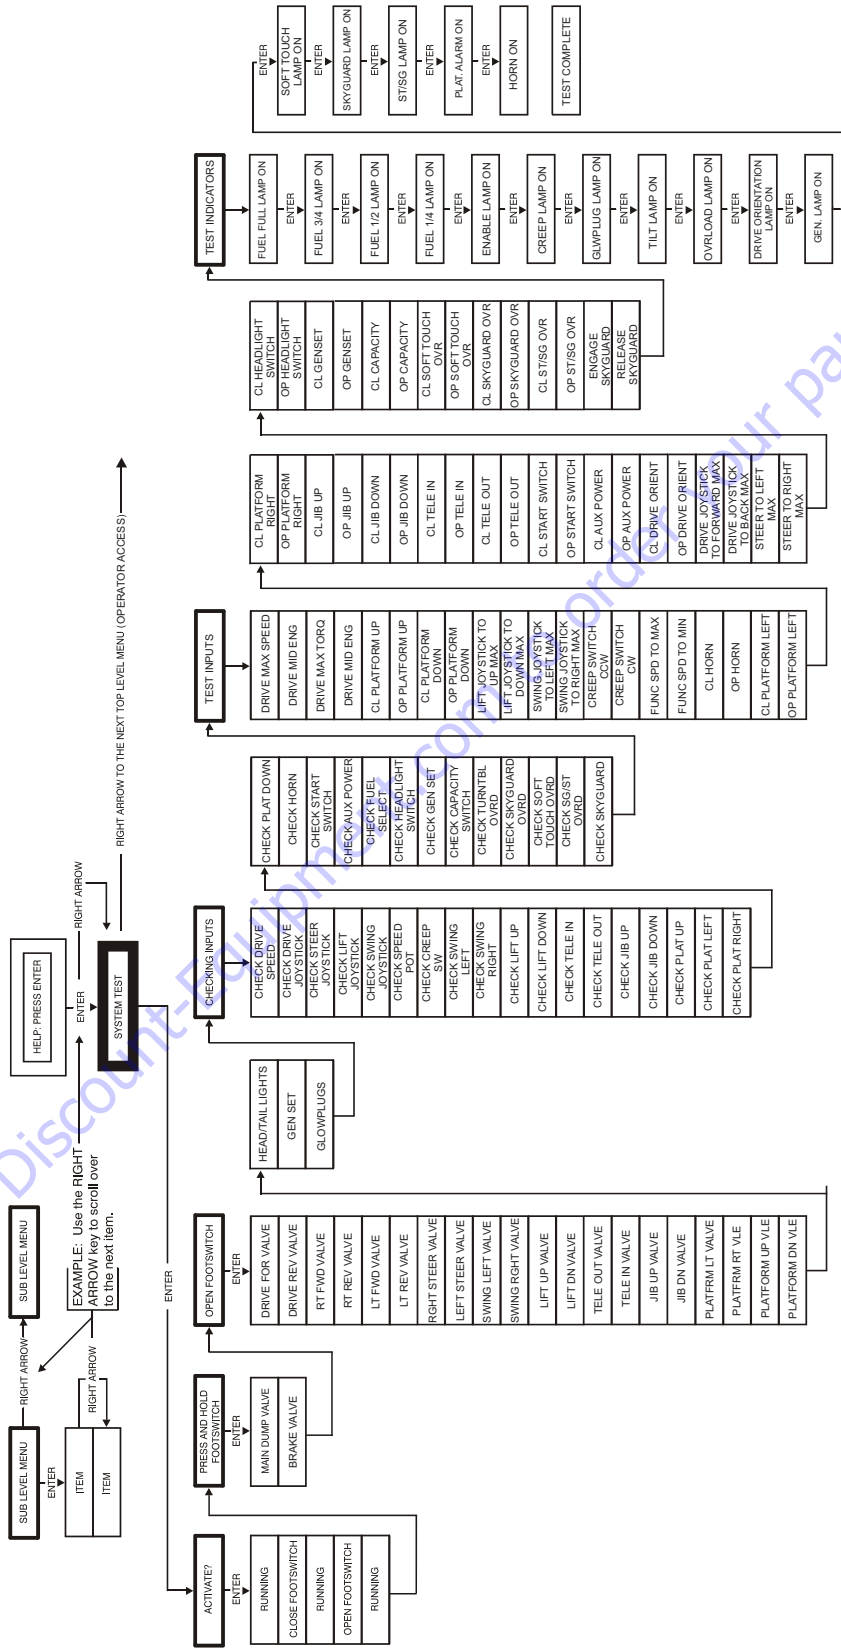 SUB LEVEL MENU
RIGHT ARROW
SUB LEVEL MENU
ENTER
ITEM
ITEM
RIGHT ARROW
EXAMPLE: Use the RIGHT
ARROW key to scroll over
to the next item.
HELP: PRESS ENTER
ENTER
RIGHT ARROW
SYSTEM TEST
RIGHT ARROW TO THE NEXT TOP LEVEL MENU (OPERATOR ACCESS)
ENTER
ACTIVATE?
ENTER
RUNNING
CLOSE FOOTSWITCH
RUNNING
OPEN FOOTSWITCH
RUNNING
PRESS AND HOLD
FOOTSWITCH
ENTER
MAIN DUMP VALVE
BRAKE VALVE
OPEN FOOTSWITCH
ENTER
DRIVE FOR VALVE
DRIVE REV VALVE
RT FWD VALVE
RT REV VALVE
LT FWD VALVE
LT REV VALVE
RGHT STEER VALVE
LEFT STEER VALVE
SWING LEFT VALVE
SWING RGHT VALVE
LIFT UP VALVE
LIFT DN VALVE
TELE OUT VALVE
TELE IN VALVE
JIB UP VALVE
JIB DN VALVE
PLATFRM LT VALVE
PLATFRM RT VLE
PLATFORM UP VLE
PLATFORM DN VLE
HEAD/TAIL LIGHTS
GEN SET
GLOWPLUGS
CHECKING INPUTS
CHECK DRIVE
SPEED
CHECK DRIVE
JOYSTICK
CHECK STEER
JOYSTICK
CHECK LIFT
JOYSTICK
CHECK SWING
JOYSTICK
CHECK SPEED
POT
CHECK CREEP
SW
CHECK SWING
LEFT
CHECK SWING
RIGHT
CHECK LIFT UP
CHECK LIFT DOWN
CHECK TELE IN
CHECK TELE OUT
CHECK JIB UP
CHECK JIB DOWN
CHECK PLAT UP
CHECK PLAT LEFT
CHECK PLAT RIGHT
CHECK PLAT DOWN
CHECK HORN
CHECK START
SWITCH
CHECK AUX POWER
CHECK FUEL
SELECT
CHECK HEADLIGHT
SWITCH
CHECK GEN SET
CHECK CAPACITY
SWITCH
CHECK TURNTBL
OVRD
CHECK SKYGUARD
OVRD
CHECK SOFT
TOUCH OVRD
CHECK SG/ST
OVRD
CHECK SKYGUARD
TEST INPUTS
DRIVE MAX SPEED
DRIVE MID ENG
DRIVE MAX TORQ
DRIVE MID ENG
CL PLATFORM UP
OP PLATFORM UP
CL PLATFORM
DOWN
OP PLATFORM
DOWN
LIFT JOYSTICK TO
UP MAX
LIFT JOYSTICK TO
DOWN MAX
SWING JOYSTICK
TO LEFT MAX
SWING JOYSTICK
TO RIGHT MAX
CREEP SWITCH
CCW
CREEP SWITCH
CW
FUNC SPD TO MAX
FUNC SPD TO MIN
CL HORN
OP HORN
CL PLATFORM LEFT
OP PLATFORM LEFT
CL PLATFORM
RIGHT
OP PLATFORM
RIGHT
CL JIB UP
OP JIB UP
CL JIB DOWN
OP JIB DOWN
CL TELE IN
OP TELE IN
CL TELE OUT
OP TELE OUT
CL START SWITCH
OP START SWITCH
CL AUX POWER
OP AUX POWER
CL DRIVE ORIENT
OP DRIVE ORIENT
DRIVE JOYSTICK
TO FORWARD MAX
DRIVE JOYSTICK
TO BACK MAX
STEER TO LEFT
MAX
STEER TO RIGHT
MAX
CL HEADLIGHT
SWITCH
OP HEADLIGHT
SWITCH
CL GENSET
OP GENSET
CL CAPACITY
OP CAPACITY
CL SOFT TOUCH
OVR
OP SOFT TOUCH
OVR
CL SKYGUARD OVR
OP SKYGUARD OVR
CL ST/SG OVR
OP ST/SG OVR
ENGAGE
SKYGUARD
RELEASE
SKYGUARD
TEST INDICATORS
FUEL FULL LAMP ON
ENTER
FUEL 3/4 LAMP ON
ENTER
FUEL 1/2 LAMP ON
ENTER
FUEL 1/4 LAMP ON
ENTER
ENABLE LAMP ON
ENTER
CREEP LAMP ON
ENTER
GLWPLUG LAMP ON
ENTER
TILT LAMP ON
ENTER
OVRLOAD LAMP ON
ENTER
DRIVE ORIENTATION
LAMP ON
ENTER
GEN. LAMP ON
ENTER
SOFT TOUCH
LAMP ON
ENTER
SKYGUARD LAMP ON
ENTER
ST/SG LAMP ON
ENTER
PLAT. ALARM ON
ENTER
HORN ON
TEST COMPLETE
Discount-Equipment.com to order your par